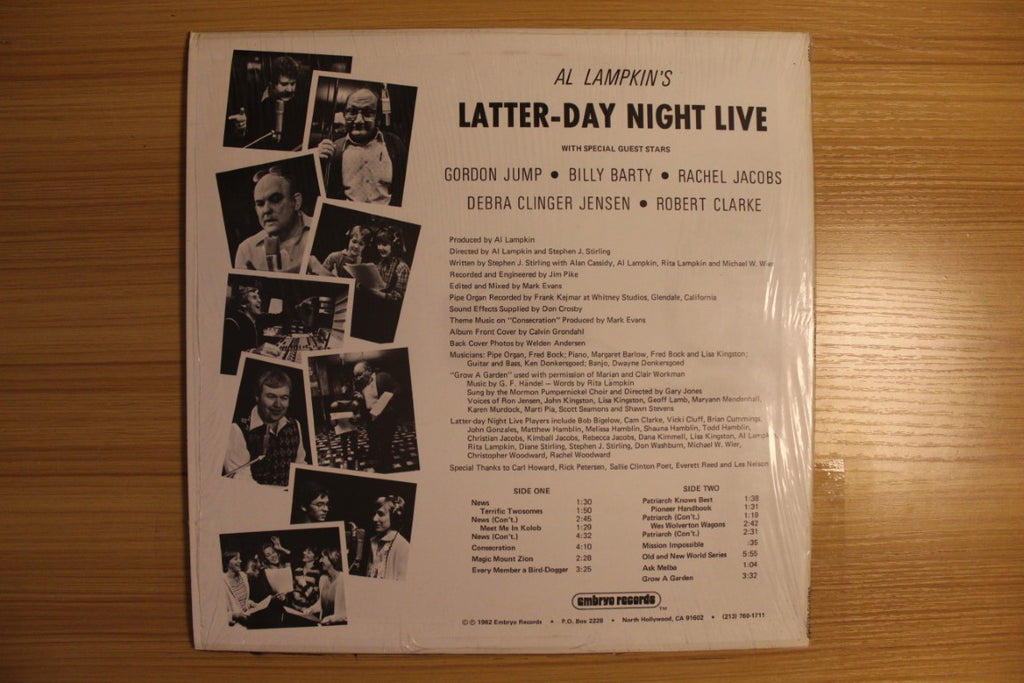 AL LAMPKIN'S
LATTER-DAY NIGHT LIVE
WITH SPECIAL GUEST STARS
GORDON JUMP • BILLY BARTY • RACHEL JACOBS
DEBRA CLINGER JENSEN • ROBERT CLARKE
Produced by Al Lampkin
Directed by Al Lampkin and Stephen J. Stirling
Written by Stephen J. Stirling with Alan Cassidy, Al Lampkin, Rita Lampkin and Michael W. Wier
Recorded and Engineered by Jim Pike
Edited and Mixed by Mark Evans
Pipe Organ Recorded by Frank Kejmar at Whitney Studios, Glendale, California
Sound Effects Supplied by Don Crosby
Theme Music on "Consecration" Produced by Mark Evans
Album Front Cover by Calvin Grondahl
Back Cover Photos by Welden Andersen
Musicians: Pipe Organ, Fred Bock; Piano, Margaret Barlow, Fred Bock and Lisa Kingston;
Guitar and Bass, Ken Donkersgoed; Banjo, Dwayne Donkersgoed
"Grow A Garden" used with permission of Marian and Clair Workman
Music by G. F. Händel — Words by Rita Lampkin
Sung by the Mormon Pumpernickel Choir and Directed by Gary Jones
Voices of Ron Jensen, John Kingston, Lisa Kingston, Geoff Lamb, Maryann Mendenhall,
Karen Murdock, Marti Pia, Scott Seamons and Shawn Stevens
Latter-day Night Live Players include Bob Bigelow, Cam Clarke, Vicki Cluff, Brian Cummings,
John Gonzales, Matthew Hamblin, Melissa Hamblin, Shauna Hamblin, Todd Hamblin,
Christian Jacobs, Kimball Jacobs, Rebecca Jacobs, Dana Kimmell, Lisa Kingston, Al Lampkin,
Rita Lampkin, Diane Stirling, Stephen J. Stirling, Don Washburn, Michael W. Wier,
Christopher Woodward, Rachel Woodward
Special Thanks to Carl Howard, Rick Petersen, Sallie Clinton Poet, Everett Reed and Les Nelson
SIDE ONE
News 1:30
Terrific Twosomes 1:50
News (Con't.) 2:45
Meet Me In Kolob 1:29
News (Con't.) 4:32
Consecration 4:10
Magic Mount Zion 2:28
Every Member a Bird-Dogger 3:25
SIDE TWO
Patriarch Knows Best 1:38
Pioneer Handbook 1:31
Patriarch (Con't.) 1:19
Wes Wolverton Wagons 2:42
Patriarch (Con't.) 2:31
Mission Impossible :35
Old and New World Series 5:55
Ask Melba 1:04
Grow A Garden 3:32
embryo records TM
© ℗ 1982 Embryo Records • P.O. Box 2228 • North Hollywood, CA 91602 • (213) 760-1711